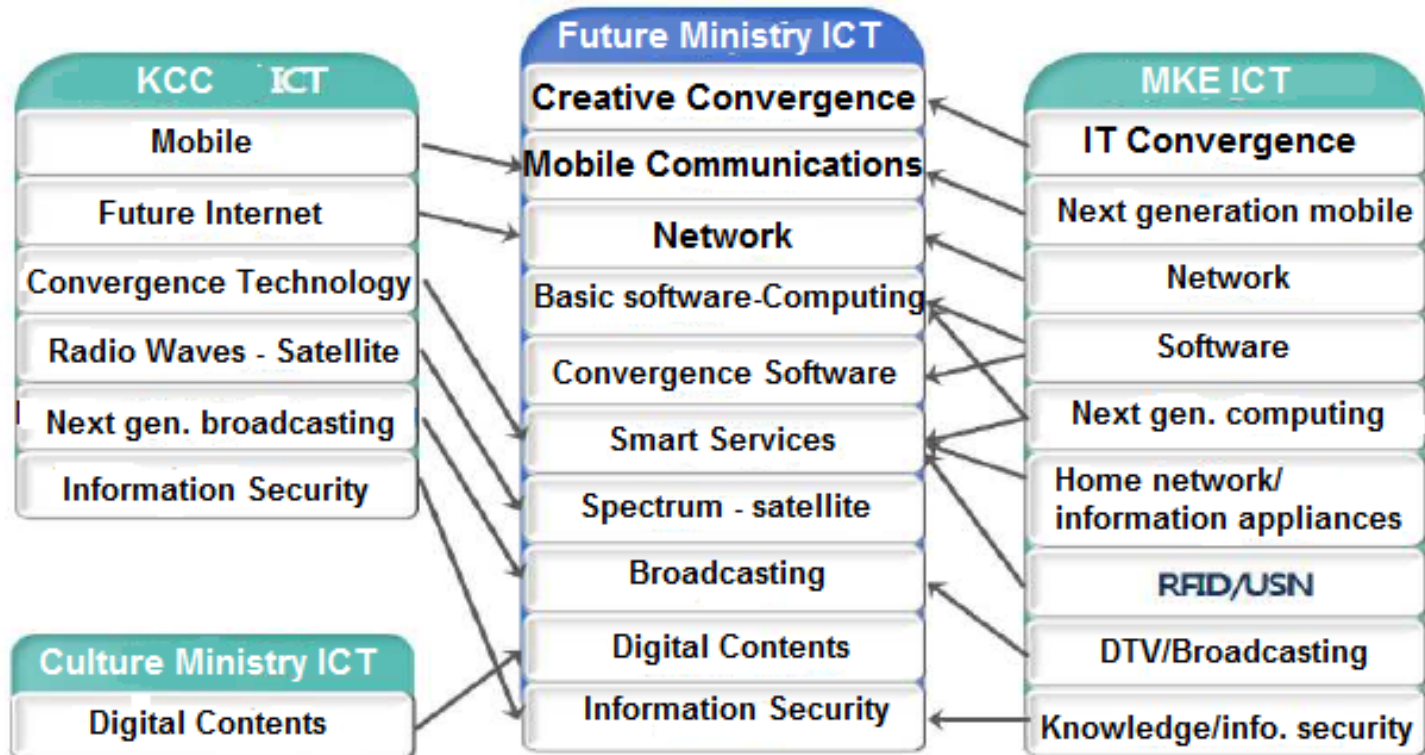 KCC ICT
Mobile
Future Internet
Convergence Technology
Radio Waves - Satellite
Next gen. broadcasting
Information Security
Culture Ministry ICT
Digital Contents
Future Ministry ICT
Creative Convergence
Mobile Communications
Network
Basic software-Computing
Convergence Software
Smart Services
Spectrum - satellite
Broadcasting
Digital Contents
Information Security
MKE ICT
IT Convergence
Next generation mobile
Network
Software
Next gen. computing
Home network/
information appliances
RFID/USN
DTV/Broadcasting
Knowledge/info. security